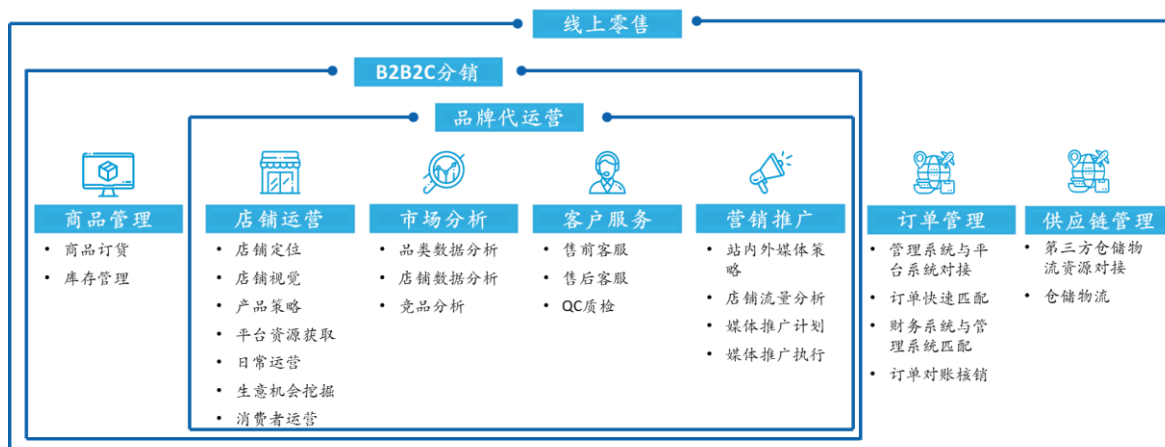 线上零售
B2B2C分销
品牌代运营
商品管理
• 商品订货
• 库存管理
店铺运营
• 店铺定位
• 店铺视觉
• 产品策略
• 平台资源获取
• 日常运营
• 生意机会挖掘
• 消费者运营
市场分析
• 品类数据分析
• 店铺数据分析
• 竞品分析
客户服务
• 售前客服
• 售后客服
• QC质检
营销推广
• 站内外媒体策
略
• 店铺流量分析
• 媒体推广计划
• 媒体推广执行
订单管理
• 管理系统与平
台系统对接
• 订单快速匹配
• 财务系统与管
理系统匹配
• 订单对账核销
供应链管理
• 第三方仓储物
流资源对接
• 仓储物流